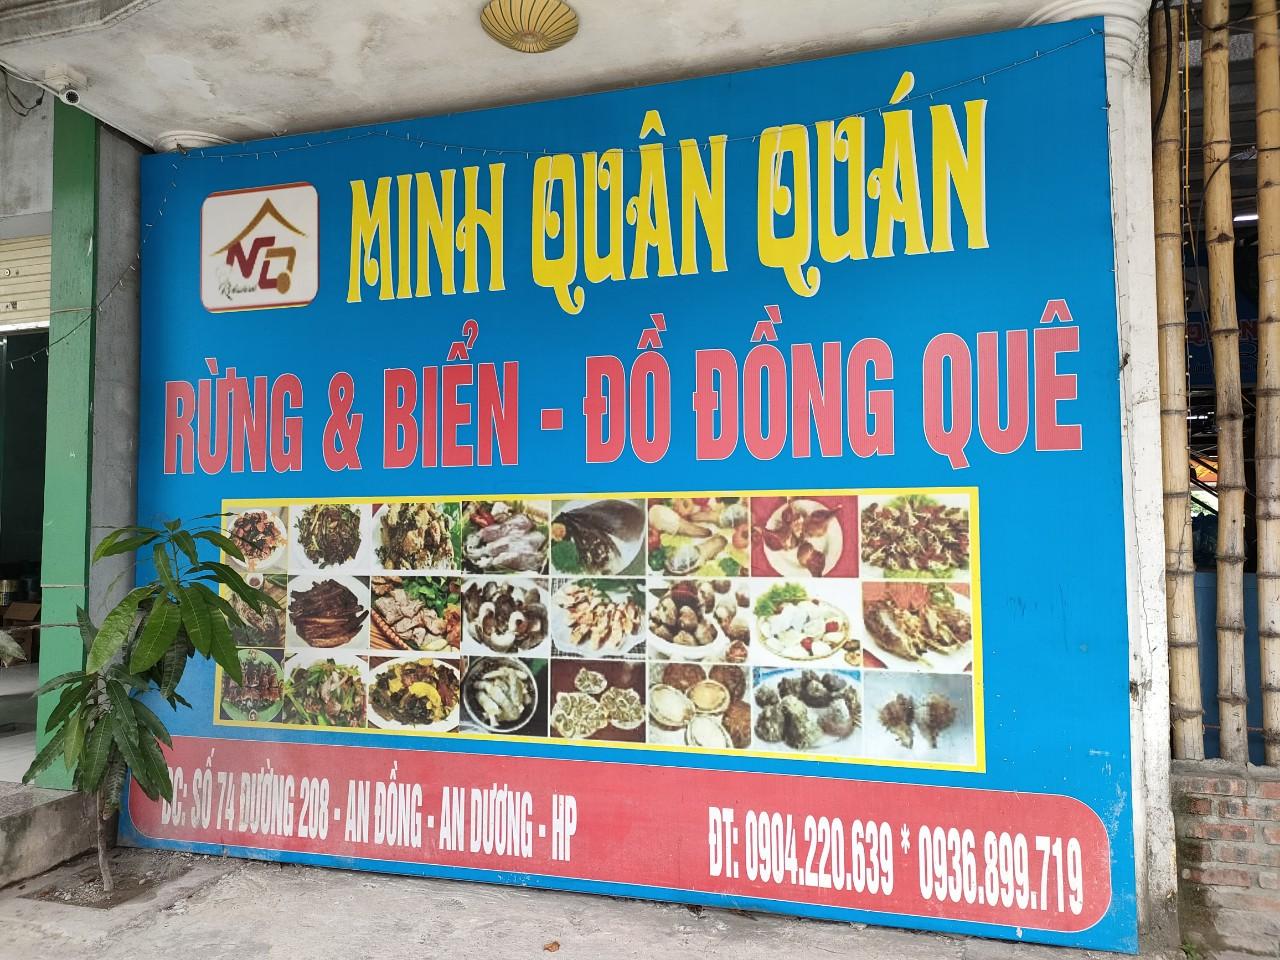 MINH QUÂN QUÁN
RỪNG & BIỂN - ĐỒ ĐỒNG QUÊ
ĐC: SỐ 74 ĐƯỜNG 208 - AN ĐỒNG - AN DƯƠNG - HP
ĐT: 0904.220.639 * 0936.899.719